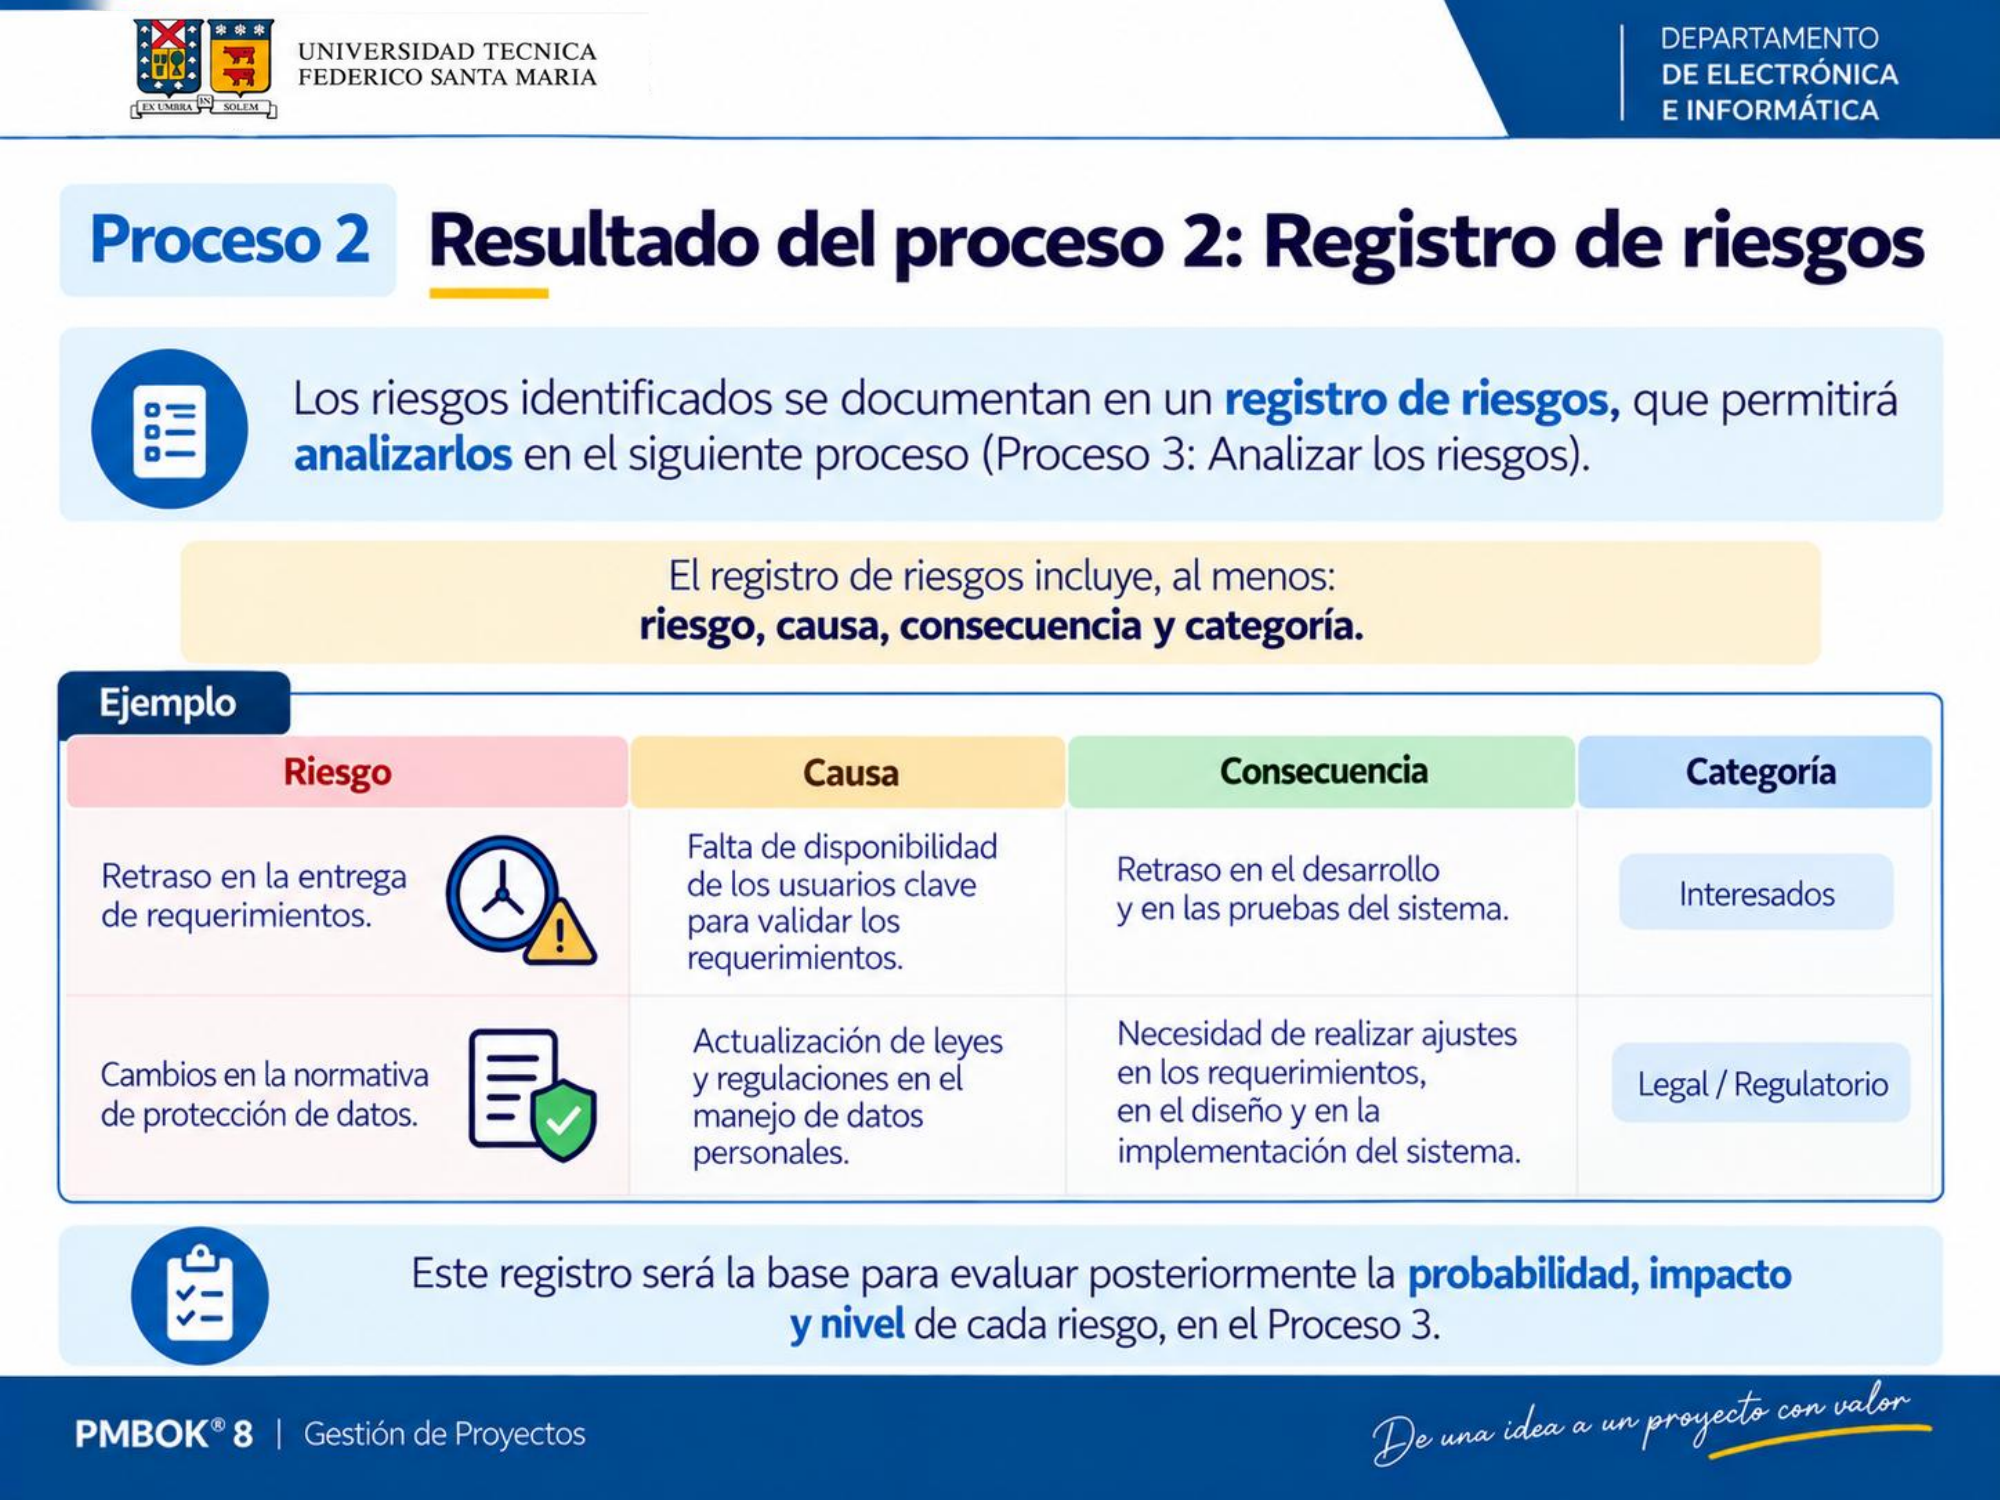 UNIVERSIDAD TECNICA
FEDERICO SANTA MARIA
EX UMBRA IN SOLEM
DEPARTAMENTO
DE ELECTRÓNICA
E INFORMÁTICA
Proceso 2
Resultado del proceso 2: Registro de riesgos
Los riesgos identificados se documentan en un registro de riesgos, que permitirá
analizarlos en el siguiente proceso (Proceso 3: Analizar los riesgos).
El registro de riesgos incluye, al menos:
riesgo, causa, consecuencia y categoría.
Ejemplo
Riesgo
Causa
Consecuencia
Categoría
Retraso en la entrega
de requerimientos.
Falta de disponibilidad
de los usuarios clave
para validar los
requerimientos.
Retraso en el desarrollo
y en las pruebas del sistema.
Interesados
Cambios en la normativa
de protección de datos.
Actualización de leyes
y regulaciones en el
manejo de datos
personales.
Necesidad de realizar ajustes
en los requerimientos,
en el diseño y en la
implementación del sistema.
Legal / Regulatorio
Este registro será la base para evaluar posteriormente la probabilidad, impacto
y nivel de cada riesgo, en el Proceso 3.
PMBOK® 8 | Gestión de Proyectos
De una idea a un proyecto con valor